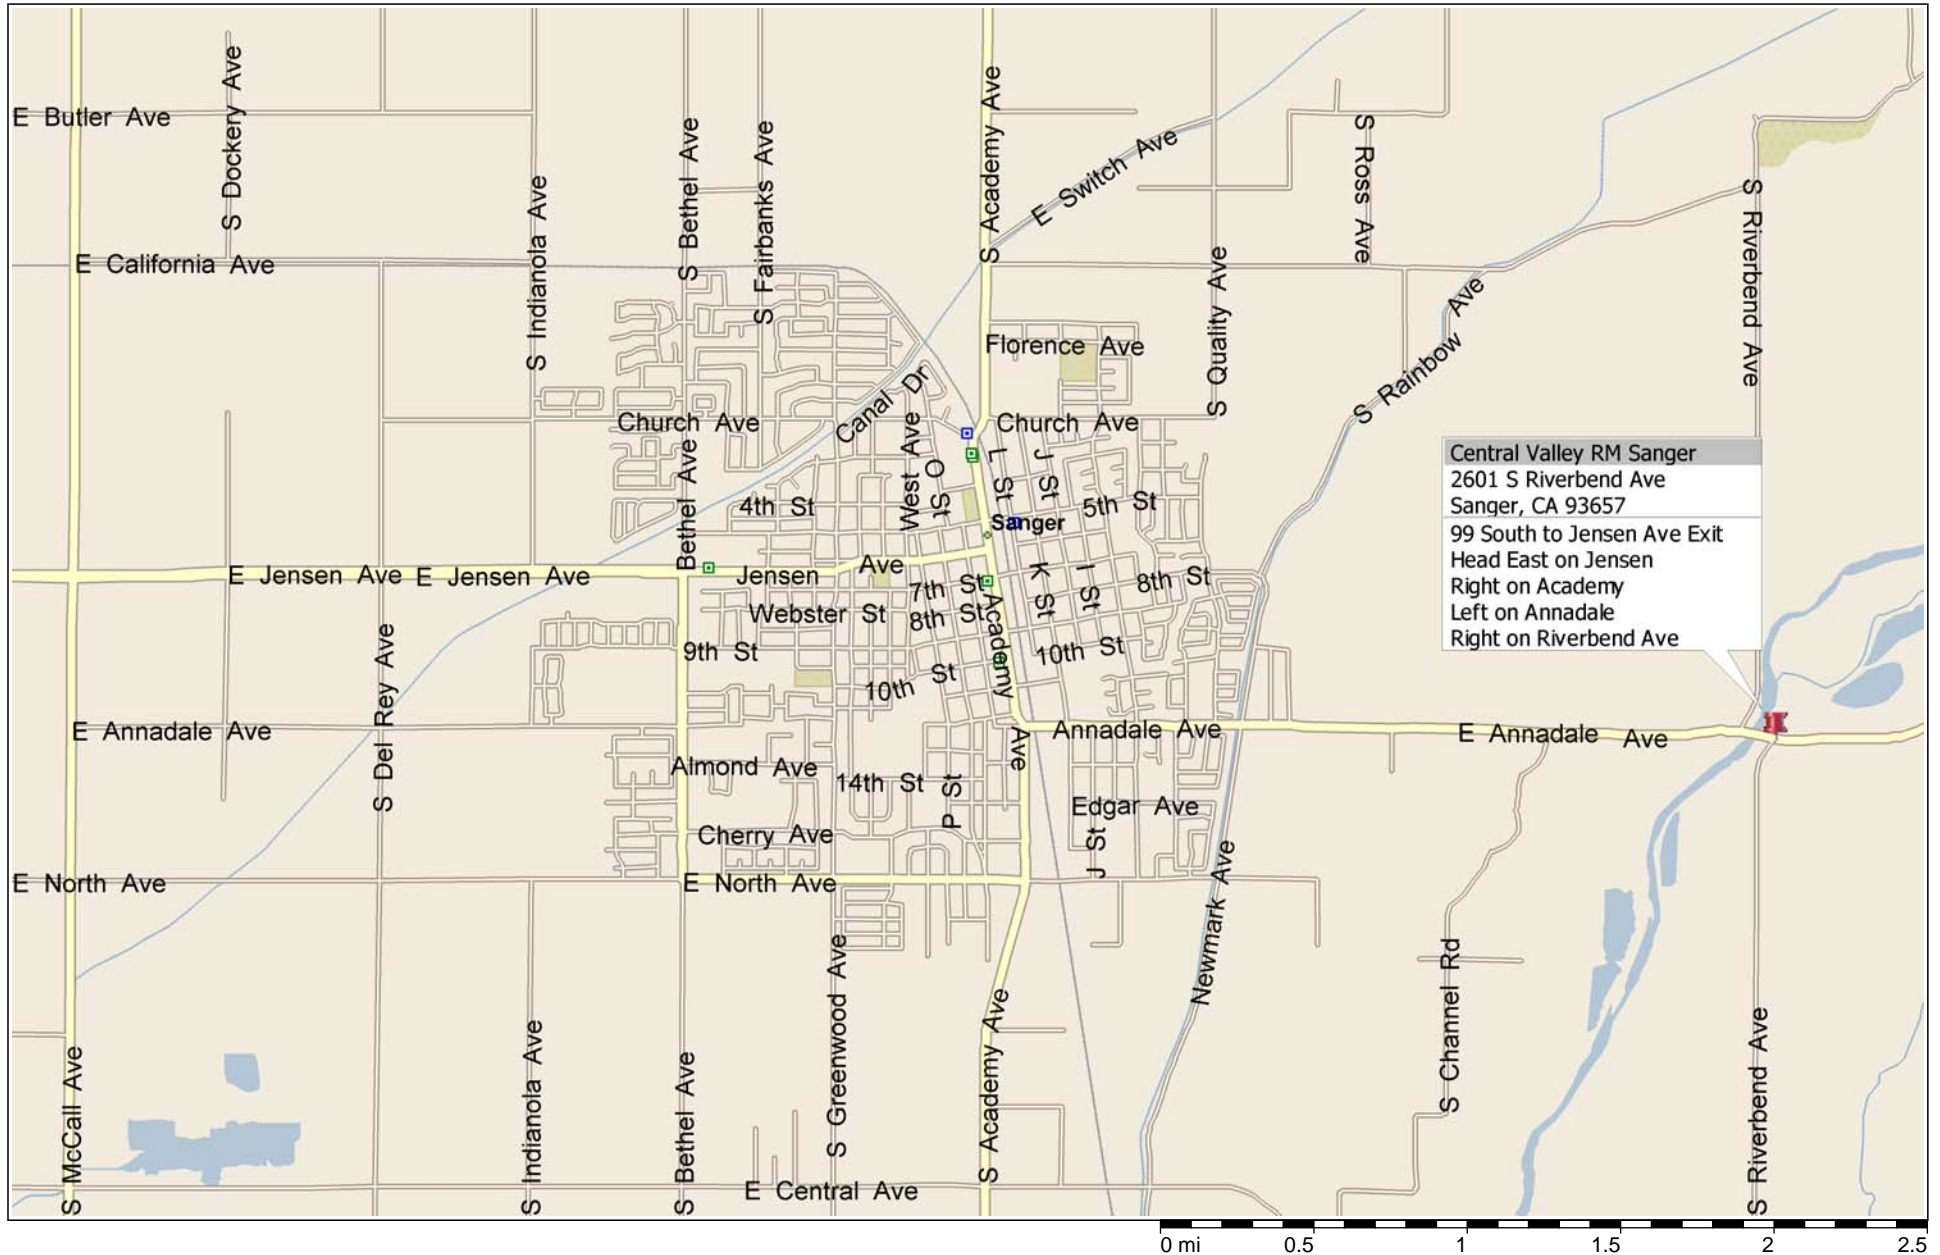 E Butler Ave
S Dockery Ave
S Indianola Ave
S Bethel Ave
S Fairbanks Ave
S Academy Ave
E Switch Ave
S Ross Ave
S Riverbend Ave
E California Ave
S Quality Ave
S Rainbow Ave
Florence Ave
Canal Dr
Church Ave
Church Ave
Bethel Ave
West Ave
O St
L St
J St
4th St
5th St
Sanger
Central Valley RM Sanger
2601 S Riverbend Ave
Sanger, CA 93657
99 South to Jensen Ave Exit
Head East on Jensen
Right on Academy
Left on Annadale
Right on Riverbend Ave
E Jensen Ave
E Jensen Ave
Jensen Ave
7th St
K St
I St
8th St
Webster St
8th St
Academy Ave
9th St
10th St
10th St
S Del Rey Ave
E Annadale Ave
Annadale Ave
E Annadale Ave
Almond Ave
14th St
P St
Edgar Ave
Cherry Ave
J St
E North Ave
E North Ave
Newmark Ave
S Greenwood Ave
S Channel Rd
S McCall Ave
S Indianola Ave
S Bethel Ave
S Academy Ave
S Riverbend Ave
E Central Ave
0 mi 0.5 1 1.5 2 2.5